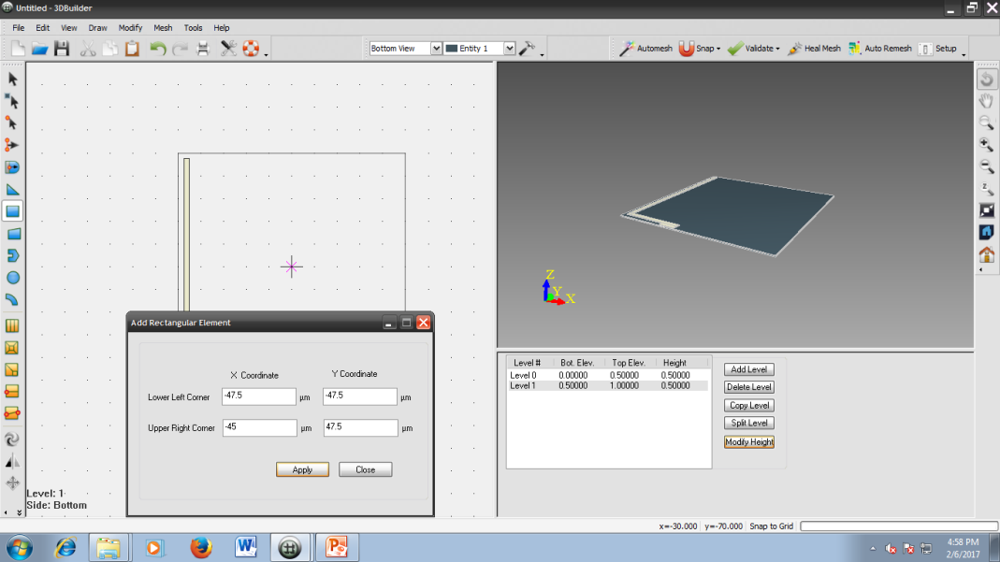 Untitled - 3DBuilder
File Edit View Draw Modify Mesh Tools Help
Bottom View Entity 1 Automesh Snap Validate Heal Mesh Auto Remesh Setup
Add Rectangular Element
X Coordinate Y Coordinate
Lower Left Corner -47.5 μm -47.5 μm
Upper Right Corner -45 μm 47.5 μm
Apply Close
Level: 1
Side: Bottom
Z
Y
X
Level # Bot. Elev. Top Elev. Height
Level 0 0.00000 0.50000 0.50000
Level 1 0.50000 1.00000 0.50000
Add Level
Delete Level
Copy Level
Split Level
Modify Height
x=-30.000 y=-70.000 Snap to Grid
4:58 PM
2/6/2017